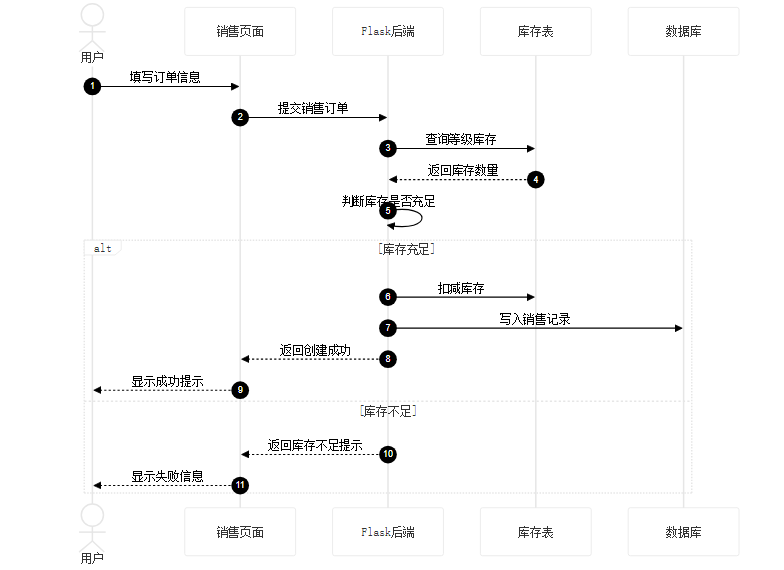 用户
销售页面
Flask后端
库存表
数据库
1
填写订单信息
2
提交销售订单
3
查询等级库存
返回库存数量
4
判断库存是否充足
5
alt
[库存充足]
6
扣减库存
7
写入销售记录
返回创建成功
8
显示成功提示
9
[库存不足]
返回库存不足提示
10
显示失败信息
11
用户
销售页面
Flask后端
库存表
数据库